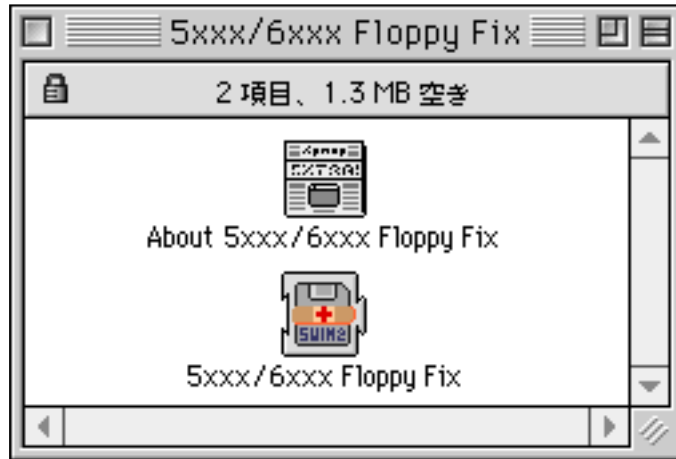 5xxx/6xxx Floppy Fix
2 項目、1.3 MB 空き
EXTRA!
About 5xxx/6xxx Floppy Fix
SWIM2
5xxx/6xxx Floppy Fix